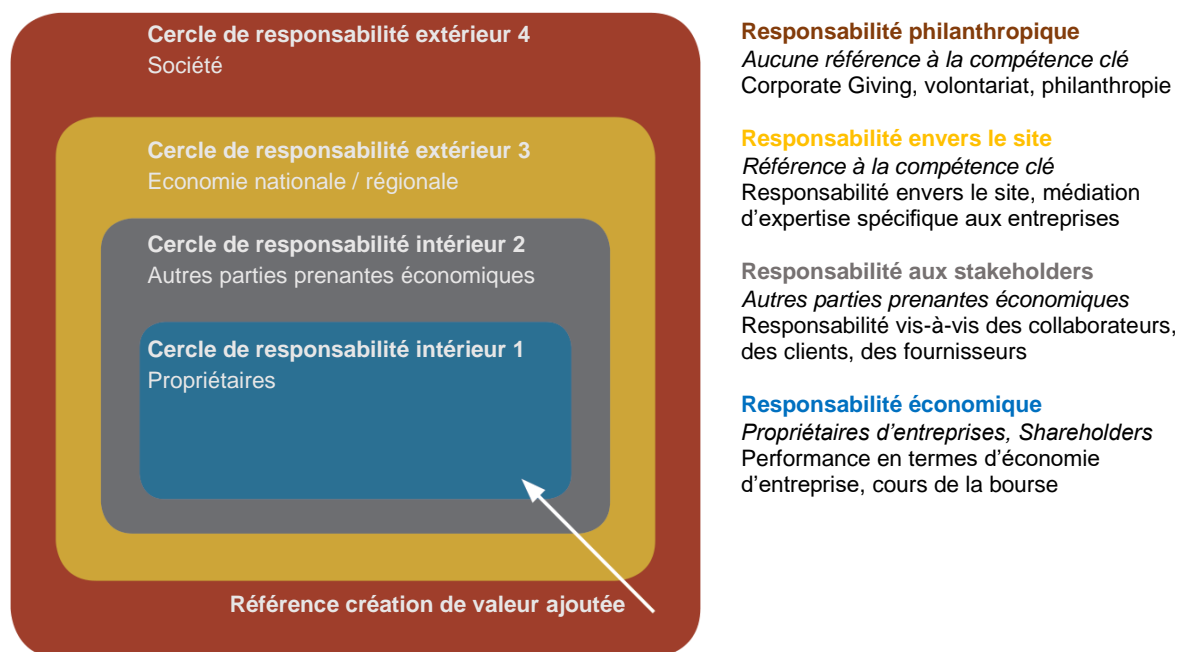 Cercle de responsabilité extérieur 4
Société
Cercle de responsabilité extérieur 3
Economie nationale / régionale
Cercle de responsabilité intérieur 2
Autres parties prenantes économiques
Cercle de responsabilité intérieur 1
Propriétaires
Référence création de valeur ajoutée
Responsabilité philanthropique
Aucune référence à la compétence clé
Corporate Giving, volontariat, philanthropie
Responsabilité envers le site
Référence à la compétence clé
Responsabilité envers le site, médiation
d’expertise spécifique aux entreprises
Responsabilité aux stakeholders
Autres parties prenantes économiques
Responsabilité vis-à-vis des collaborateurs,
des clients, des fournisseurs
Responsabilité économique
Propriétaires d’entreprises, Shareholders
Performance en termes d’économie
d’entreprise, cours de la bourse